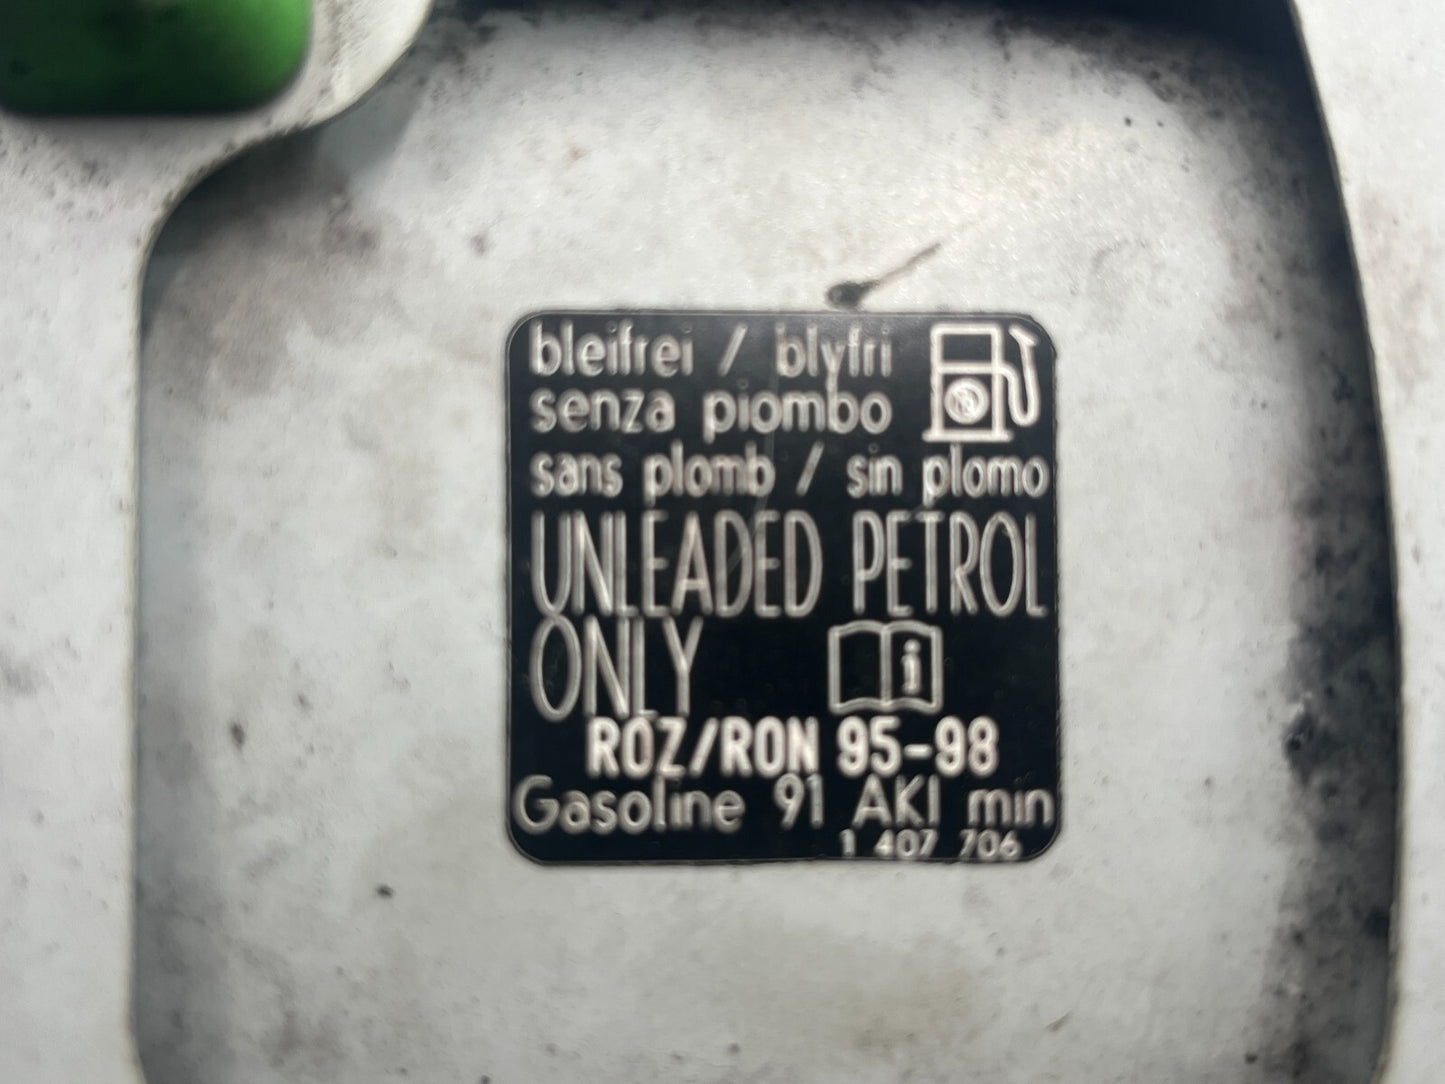 bleifrei / blyfri
senza piombo
sans plomb / sin plomo
UNLEADED PETROL
ONLY
i
ROZ/RON 95-98
Gasoline 91 AKI min
1 407 706